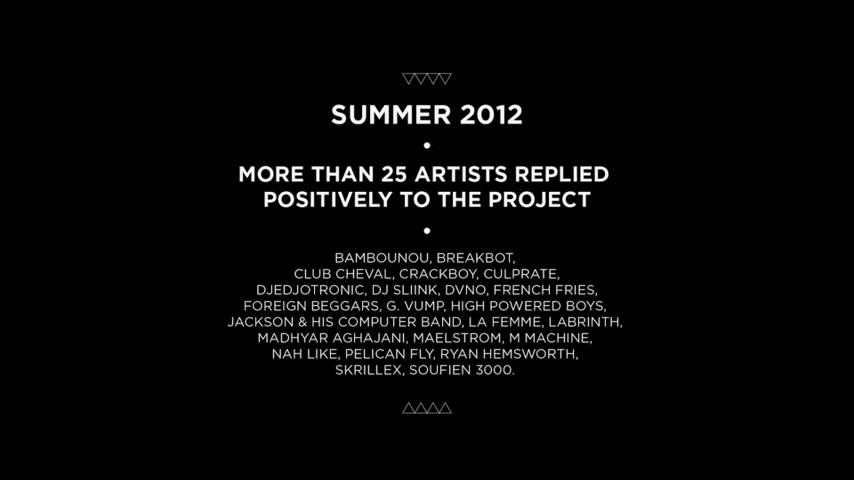 SUMMER 2012
MORE THAN 25 ARTISTS REPLIED
POSITIVELY TO THE PROJECT
BAMBOUNOU, BREAKBOT,
CLUB CHEVAL, CRACKBOY, CULPRATE,
DJEDJOTRONIC, DJ SLIINK, DVNO, FRENCH FRIES,
FOREIGN BEGGARS, G. VUMP, HIGH POWERED BOYS,
JACKSON & HIS COMPUTER BAND, LA FEMME, LABRINTH,
MADHYAR AGHAJANI, MAELSTROM, M MACHINE,
NAH LIKE, PELICAN FLY, RYAN HEMSWORTH,
SKRILLEX, SOUFIEN 3000.